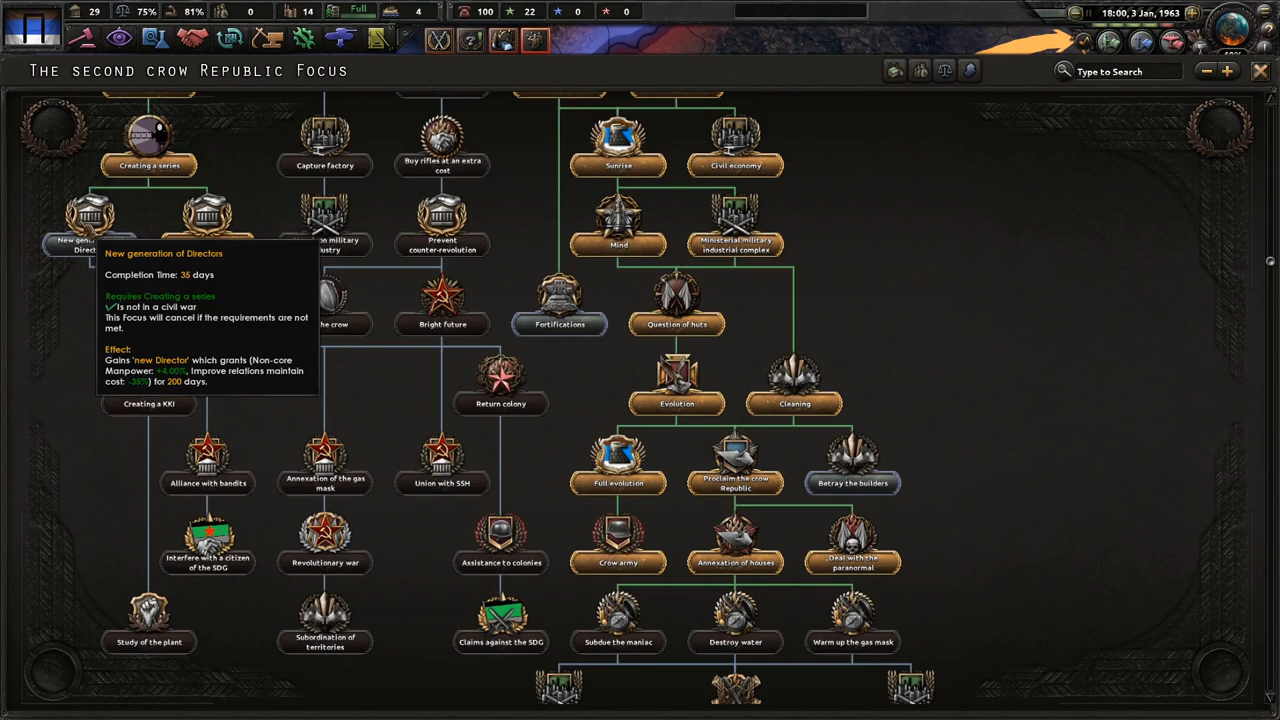 29
75%
81%
0
14
Full
4
100
22
0
0
18:00, 3 Jan, 1963
The second crow Republic Focus
Type to Search
Creating a series
Capture factory
Buy rifles at an extra
cost
Sunrise
Civil economy
Prevent
counter-revolution
Mind
Ministerial military
industrial complex
New generation of Directors
Completion Time: 35 days
Requires Creating a series
Is not in a civil war
This Focus will cancel if the requirements are not
met.
Effect:
Gains 'new Director' which grants (Non-core
Manpower: +4.00%, Improve relations maintain
cost: -35%) for 200 days.
Bright future
Fortifications
Question of huts
Creating a KKI
Return colony
Evolution
Cleaning
Alliance with bandits
Annexation of the gas
mask
Union with SSH
Full evolution
Proclaim the crow
Republic
Betray the builders
Interfere with a citizen
of the SDG
Revolutionary war
Assistance to colonies
Crow army
Annexation of houses
Deal with the
paranormal
Study of the plant
Subordination of
territories
Claims against the SDG
Subdue the maniac
Destroy water
Warm up the gas mask